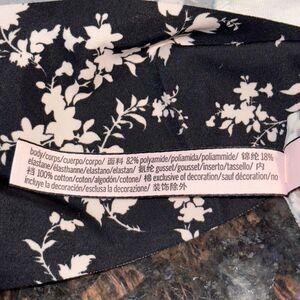 body/corps/cuerpo/corpo/ 面料 82% polyamide/poliamida/poliammide/ 锦纶 18%
elastane/élasthanne/elastano/elastan/ 氨纶 gusset/gousset/inserto/tassello/ 内
裆 100% cotton/coton/algodón/cotone/ 棉 exclusive of decoration/sauf décoration/no
incluye la decoración/esclusa la decorazione/ 装饰除外